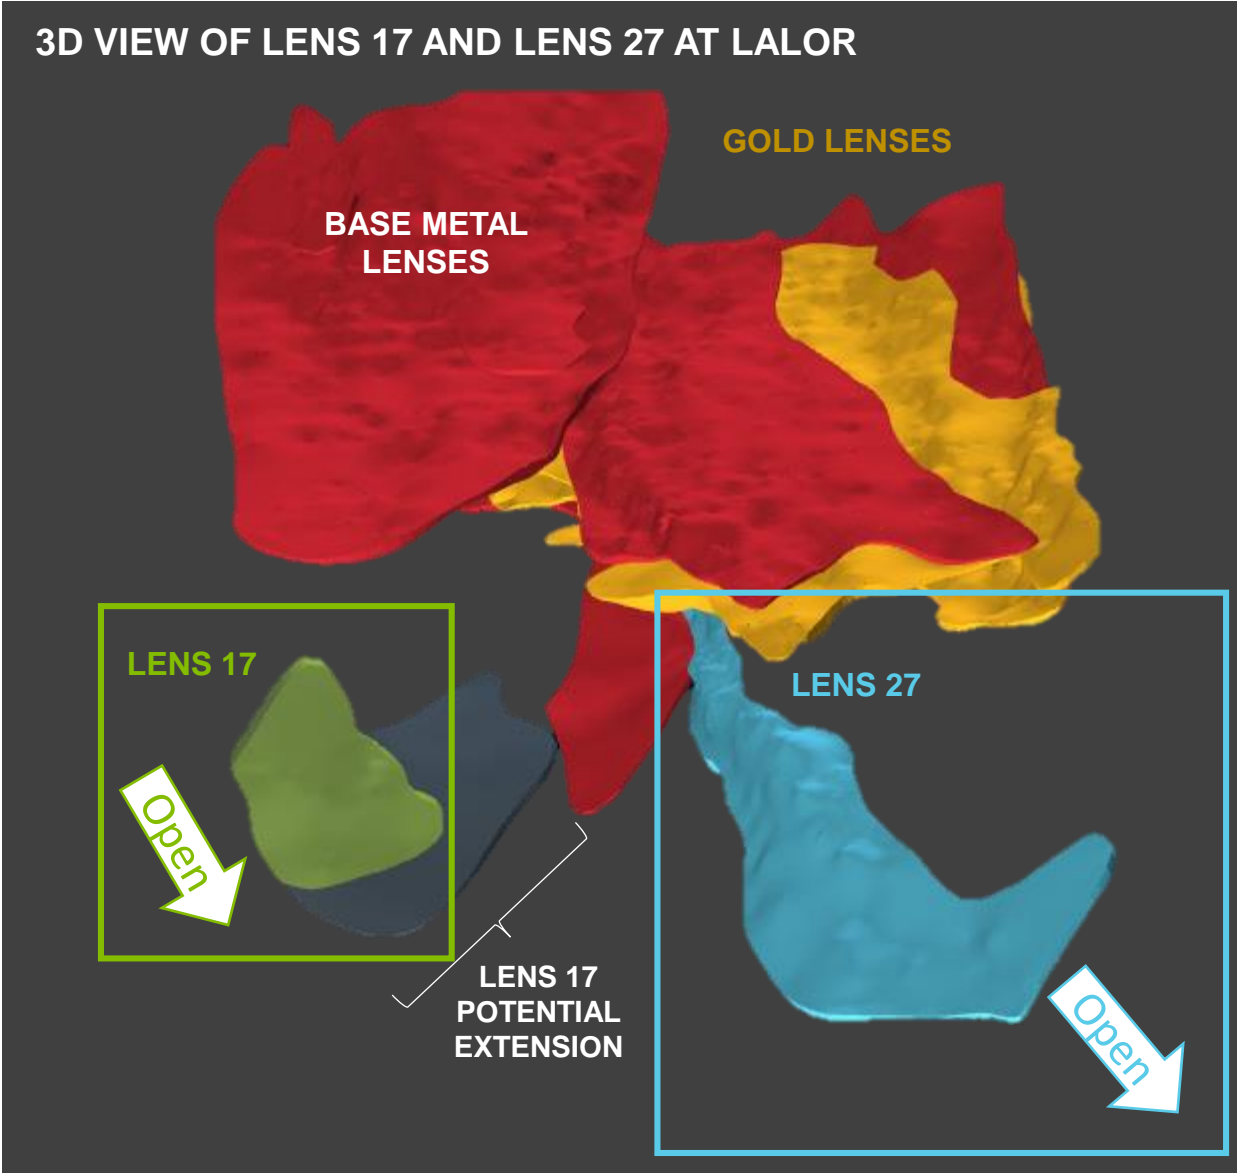 3D VIEW OF LENS 17 AND LENS 27 AT LALOR
GOLD LENSES
BASE METAL
LENSES
LENS 17
LENS 27
Open
LENS 17
POTENTIAL
EXTENSION
Open